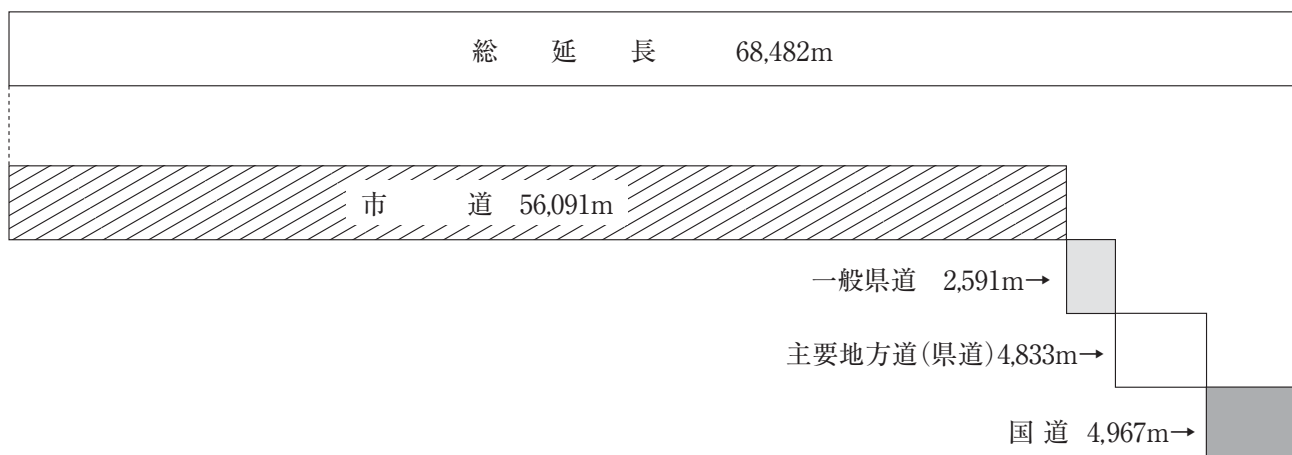 総延長 68,482m
市道 56,091m
一般県道 2,591m→
主要地方道(県道)4,833m→
国道 4,967m→